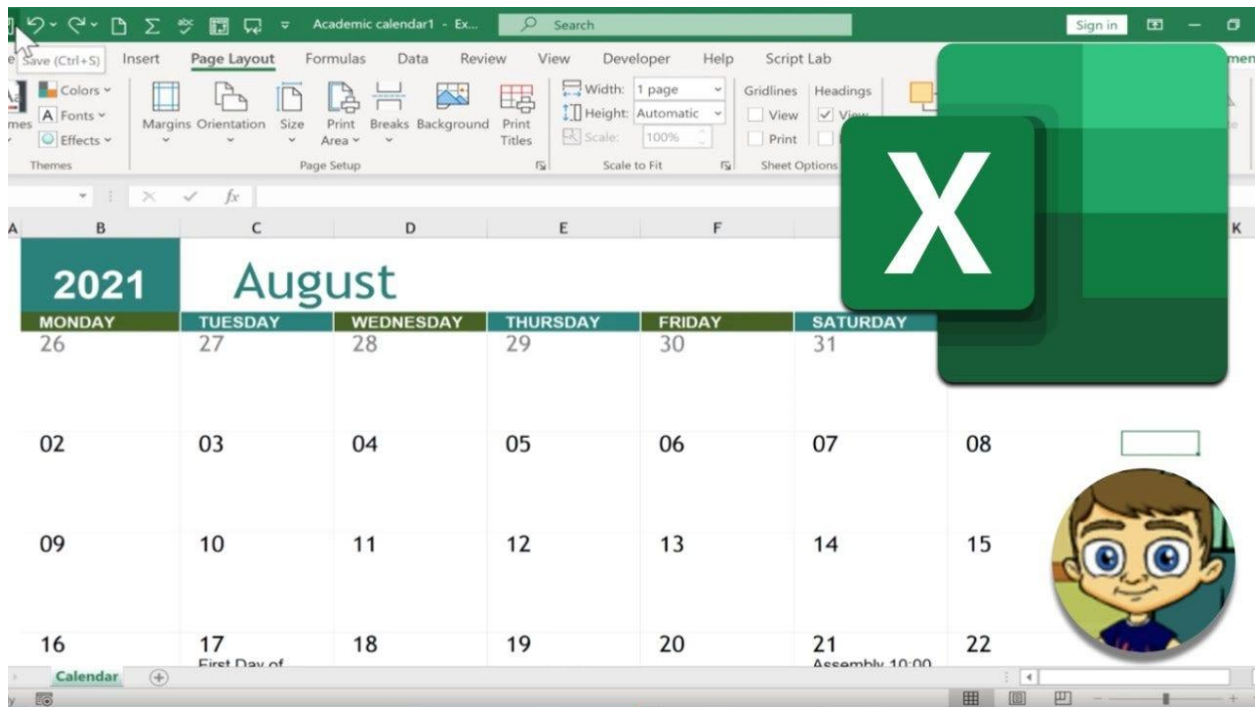 Academic calendar1 - Ex... Search Sign in
Save (Ctrl+S) Insert Page Layout Formulas Data Review View Developer Help Script Lab
Colors
Fonts
Effects
Themes
Margins Orientation Size Print Area Breaks Background Print Titles
Page Setup
Width: 1 page
Height: Automatic
Scale: 100%
Scale to Fit
Gridlines Headings
View View
Print
Sheet Options
fx
A B C D E F K
2021 August
MONDAY TUESDAY WEDNESDAY THURSDAY FRIDAY SATURDAY
26 27 28 29 30 31
02 03 04 05 06 07 08
09 10 11 12 13 14 15
16 17 18 19 20 21 22
First Day of Assembly 10:00
Calendar
X